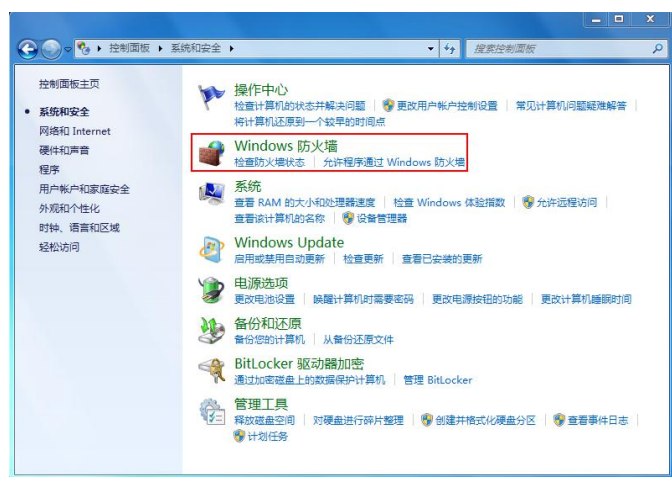 控制面板 ▸ 系统和安全 ▸
搜索控制面板
控制面板主页
系统和安全
网络和 Internet
硬件和声音
程序
用户帐户和家庭安全
外观和个性化
时钟、语言和区域
轻松访问
操作中心
检查计算机的状态并解决问题 更改用户帐户控制设置 常见计算机问题疑难解答
将计算机还原到一个较早的时间点
Windows 防火墙
检查防火墙状态 允许程序通过 Windows 防火墙
系统
查看 RAM 的大小和处理器速度 检查 Windows 体验指数 允许远程访问
查看该计算机的名称 设备管理器
Windows Update
启用或禁用自动更新 检查更新 查看已安装的更新
电源选项
更改电池设置 唤醒计算机时需要密码 更改电源按钮的功能 更改计算机睡眠时间
备份和还原
备份您的计算机 从备份还原文件
BitLocker 驱动器加密
通过加密磁盘上的数据保护计算机 管理 BitLocker
管理工具
释放磁盘空间 对硬盘进行碎片整理 创建并格式化硬盘分区 查看事件日志
计划任务